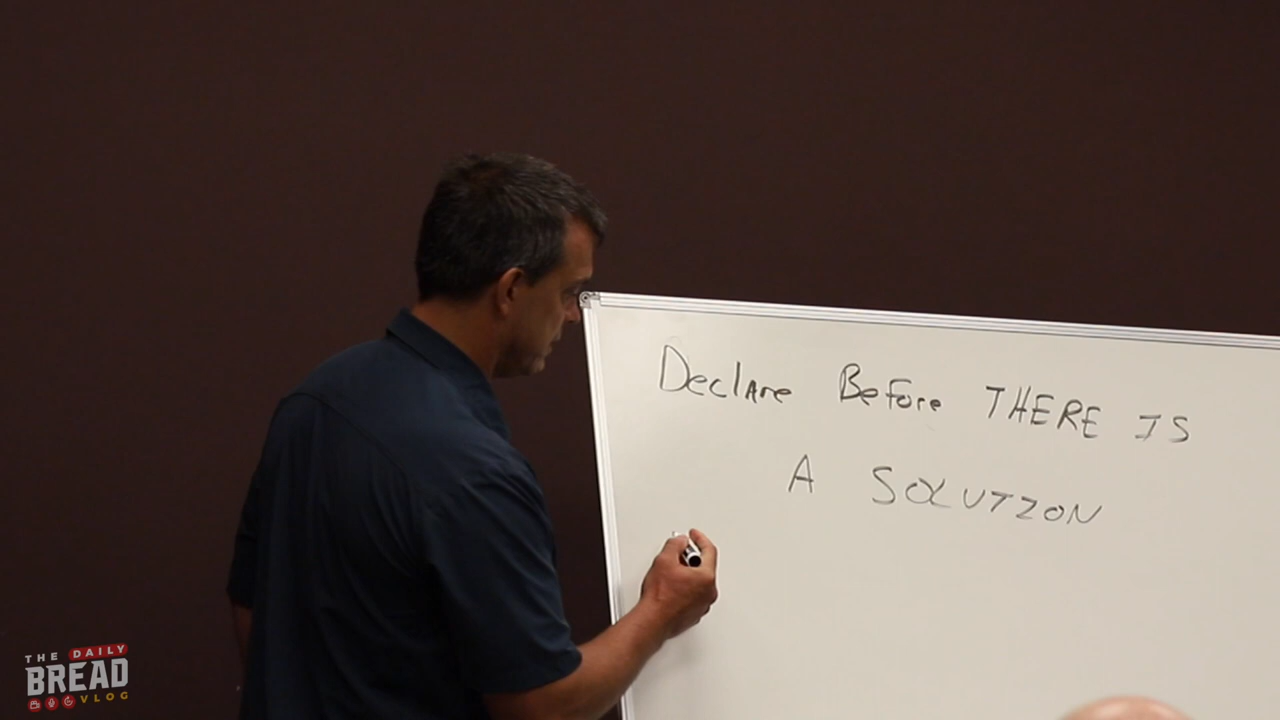 Declare Before THERE IS
A SOLUTION
THE DAILY
BREAD
VLOG